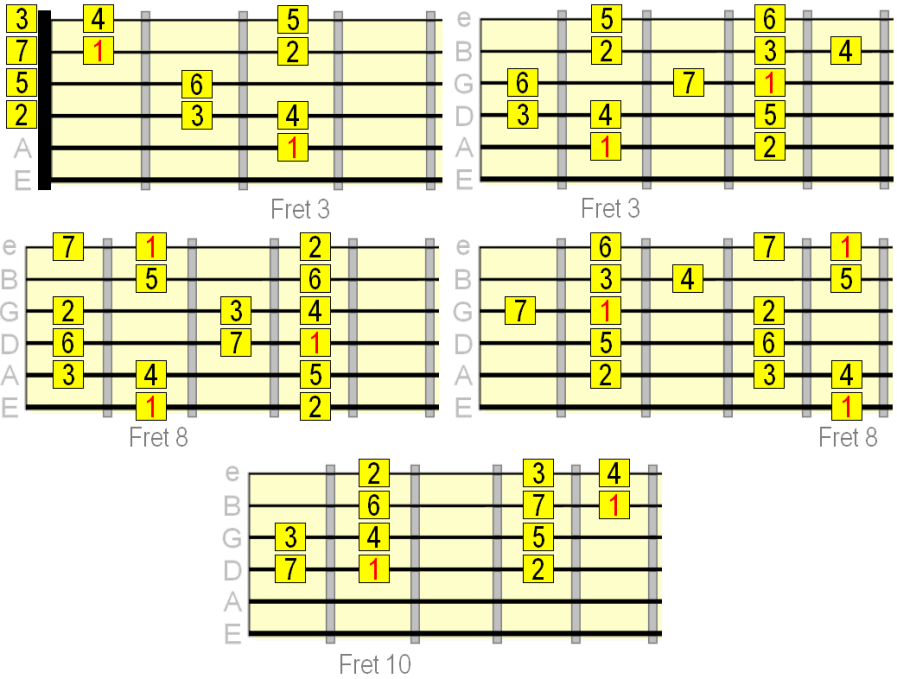 3 4 5
7 1 2
5 6
2 3 4
A 1
E
Fret 3
e 5 6
B 2 3 4
G 6 7 1
D 3 4 5
A 1 2
E
Fret 3
e 7 1 2
B 5 6
G 2 3 4
D 6 7 1
A 3 4 5
E 1 2
Fret 8
e 6 7 1
B 3 4 5
G 7 1 2
D 5 6
A 2 3 4
E 1
Fret 8
e 2 3 4
B 6 7 1
G 3 4 5
D 7 1 2
A
E
Fret 10